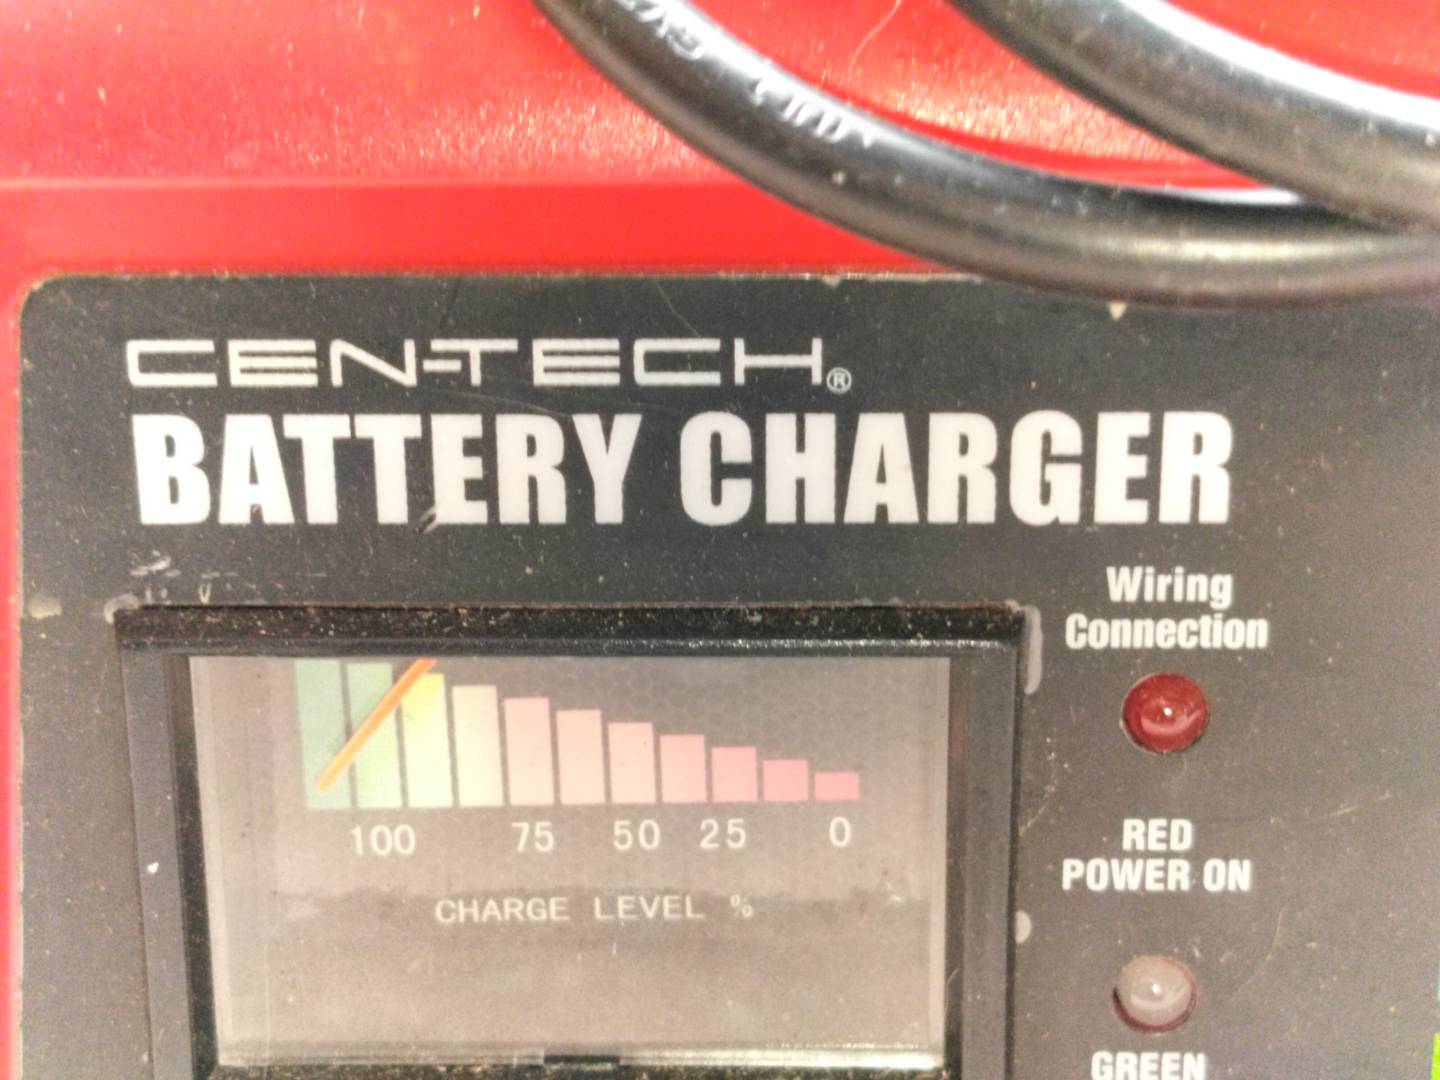 CEN-TECH®
BATTERY CHARGER
Wiring
Connection
RED
POWER ON
GREEN
100 75 50 25 0
CHARGE LEVEL %